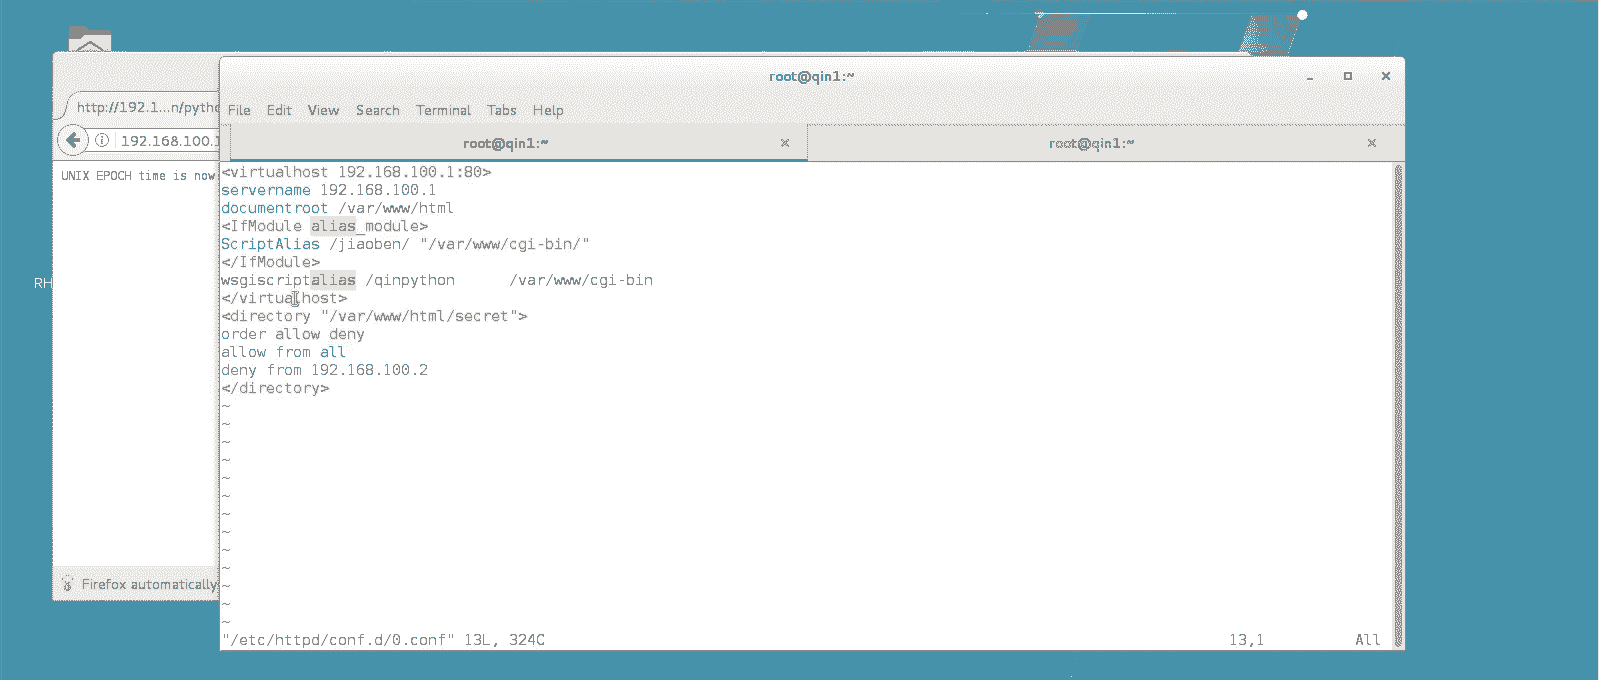 root@qin1:~
http://192.1...n/pytho
File Edit View Search Terminal Tabs Help
192.168.100.1
root@qin1:~ root@qin1:~
UNIX EPOCH time is now
<virtualhost 192.168.100.1:80>
servername 192.168.100.1
documentroot /var/www/html
<IfModule alias_module>
ScriptAlias /jiaoben/ "/var/www/cgi-bin/"
</IfModule>
wsgiscriptalias /qinpython      /var/www/cgi-bin
</virtualhost>
<directory "/var/www/html/secret">
order allow deny
allow from all
deny from 192.168.100.2
</directory>
~
~
~
~
~
~
~
~
~
~
~
~
~
RH
Firefox automatically
"/etc/httpd/conf.d/0.conf" 13L, 324C 13,1 All